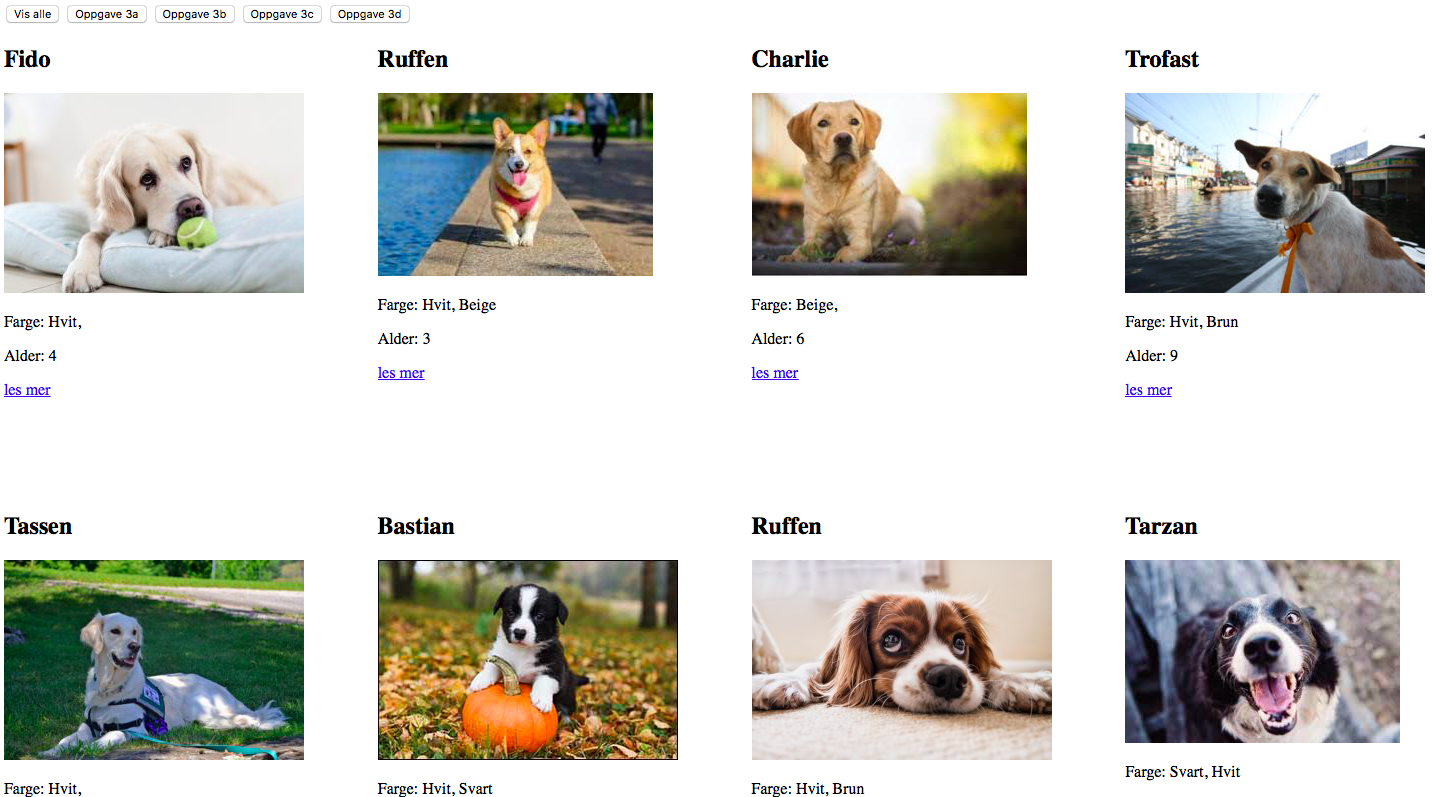 Vis alle Oppgave 3a Oppgave 3b Oppgave 3c Oppgave 3d
Fido Ruffen Charlie Trofast
Farge: Hvit, Farge: Hvit, Beige Farge: Beige, Farge: Hvit, Brun
Alder: 4 Alder: 3 Alder: 6 Alder: 9
les mer les mer les mer les mer
Tassen Bastian Ruffen Tarzan
Farge: Hvit, Farge: Hvit, Svart Farge: Hvit, Brun Farge: Svart, Hvit